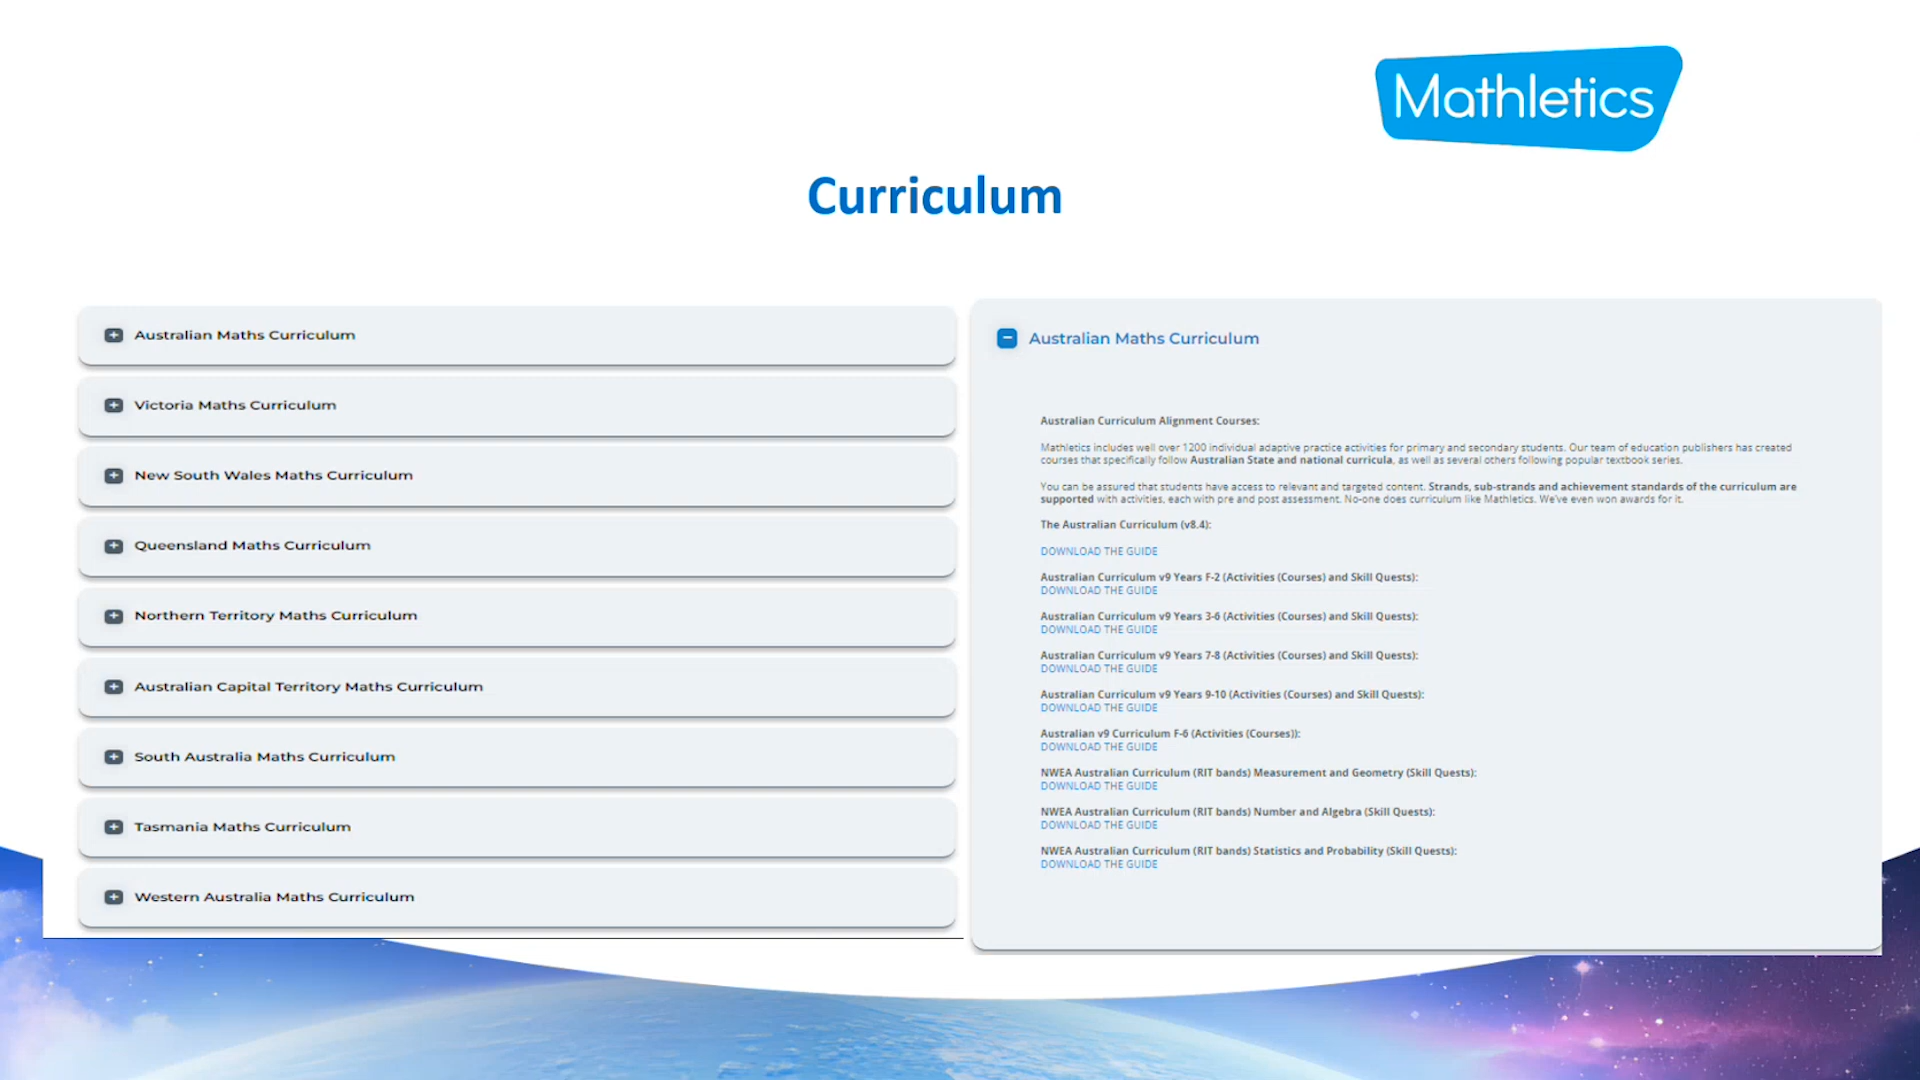 Mathletics
Curriculum
Australian Maths Curriculum
Victoria Maths Curriculum
New South Wales Maths Curriculum
Queensland Maths Curriculum
Northern Territory Maths Curriculum
Australian Capital Territory Maths Curriculum
South Australia Maths Curriculum
Tasmania Maths Curriculum
Western Australia Maths Curriculum
Australian Maths Curriculum
Australian Curriculum Alignment Courses:
Mathletics includes well over 1200 individual adaptive practice activities for primary and secondary students. Our team of education publishers has created
courses that specifically follow Australian State and national curricula, as well as several others following popular textbook series.
You can be assured that students have access to relevant and targeted content. Strands, sub-strands and achievement standards of the curriculum are
supported with activities, each with pre and post assessment. No-one does curriculum like Mathletics. We've even won awards for it.
The Australian Curriculum (v8.4):
DOWNLOAD THE GUIDE
Australian Curriculum v9 Years F-2 (Activities (Courses) and Skill Quests):
DOWNLOAD THE GUIDE
Australian Curriculum v9 Years 3-6 (Activities (Courses) and Skill Quests):
DOWNLOAD THE GUIDE
Australian Curriculum v9 Years 7-8 (Activities (Courses) and Skill Quests):
DOWNLOAD THE GUIDE
Australian Curriculum v9 Years 9-10 (Activities (Courses) and Skill Quests):
DOWNLOAD THE GUIDE
Australian v9 Curriculum F-6 (Activities (Courses)):
DOWNLOAD THE GUIDE
NWEA Australian Curriculum (RIT bands) Measurement and Geometry (Skill Quests):
DOWNLOAD THE GUIDE
NWEA Australian Curriculum (RIT bands) Number and Algebra (Skill Quests):
DOWNLOAD THE GUIDE
NWEA Australian Curriculum (RIT bands) Statistics and Probability (Skill Quests):
DOWNLOAD THE GUIDE